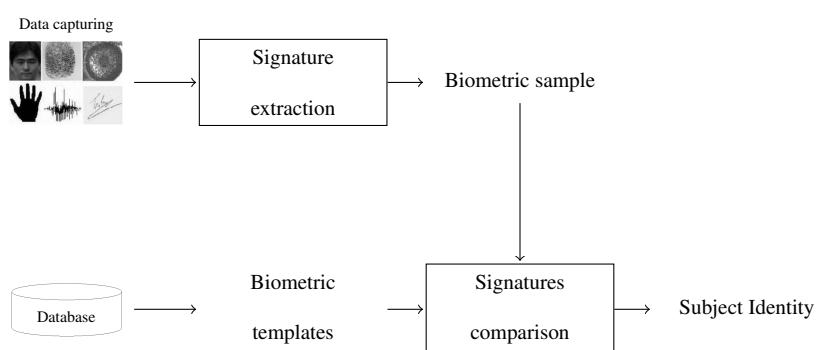 Data capturing
Signature
extraction
Biometric sample
Database
Biometric
templates
Signatures
comparison
Subject Identity